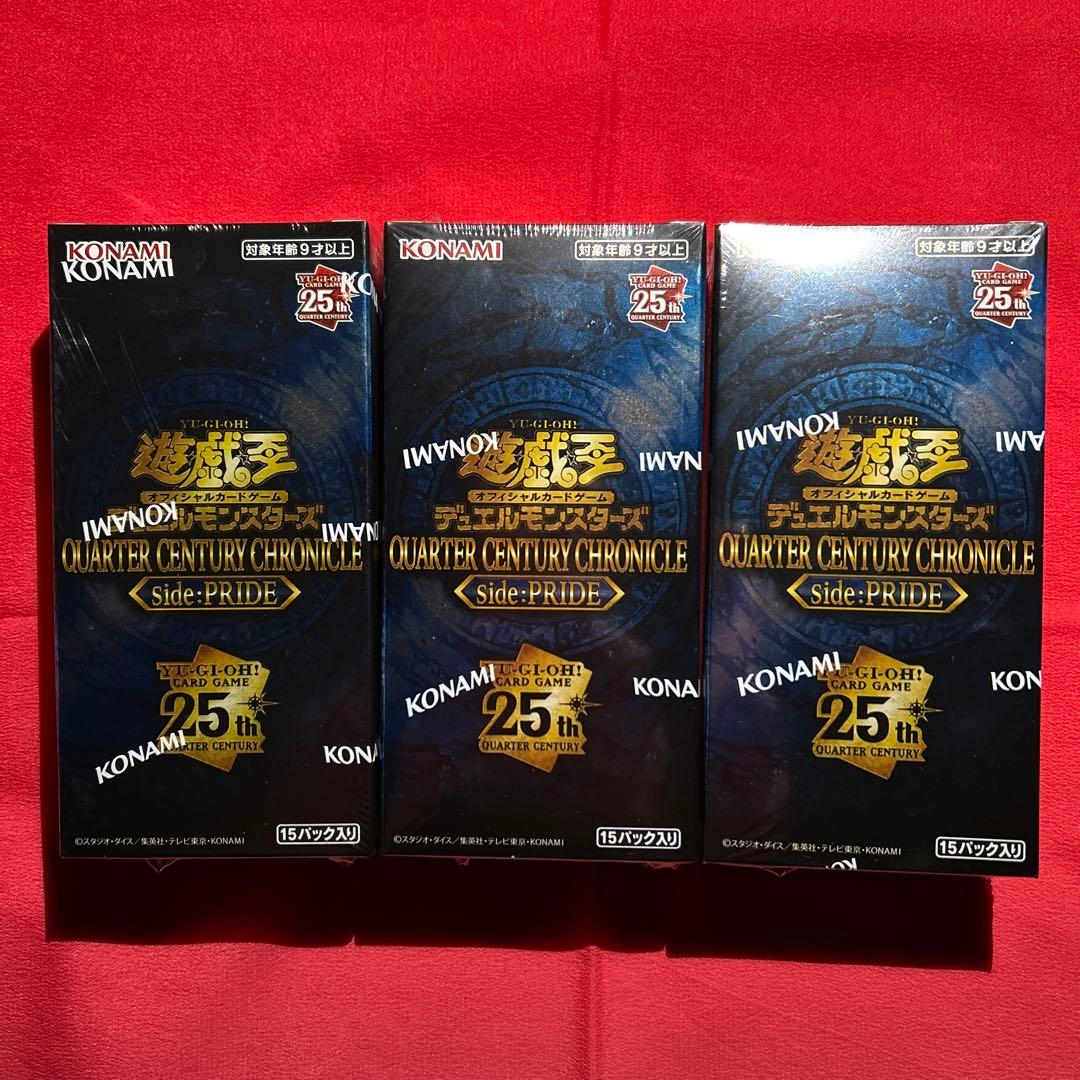 KONAMI
KONAMI
対象年齢9才以上
YU-GI-OH!
CARD GAME
25th
QUARTER CENTURY
KO
YU-GI-OH!
遊戯王
オフィシャルカードゲーム
デュエルモンスターズ
KONAMI
KONAMI
QUARTER CENTURY CHRONICLE
side:PRIDE
YU-GI-OH!
CARD GAME
25th
QUARTER CENTURY
KONAMI
KONA
©スタジオ・ダイス／集英社・テレビ東京・KONAMI
15パック入り
KONAMI
対象年齢9才以上
YU-GI-OH!
CARD GAME
25th
QUARTER CENTURY
YU-GI-OH!
遊戯王
KONAMI
NAMI
オフィシャルカードゲーム
デュエルモンスターズ
QUARTER CENTURY CHRONICLE
side:PRIDE
YU-GI-OH!
CARD GAME
25th
QUARTER CENTURY
KONAMI
KONA
©スタジオ・ダイス／集英社・テレビ東京・KONAMI
15パック入り
対象年齢9才以上
YU-GI-OH!
CARD GAME
25th
QUARTER CENTURY
YU-GI-OH!
遊戯王
KONAMI
AMI
オフィシャルカードゲーム
デュエルモンスターズ
QUARTER CENTURY CHRONICLE
side:PRIDE
YU-GI-OH!
CARD GAME
25th
QUARTER CENTURY
KONAMI
KON
©スタジオ・ダイス／集英社・テレビ東京・KONAMI
15パック入り